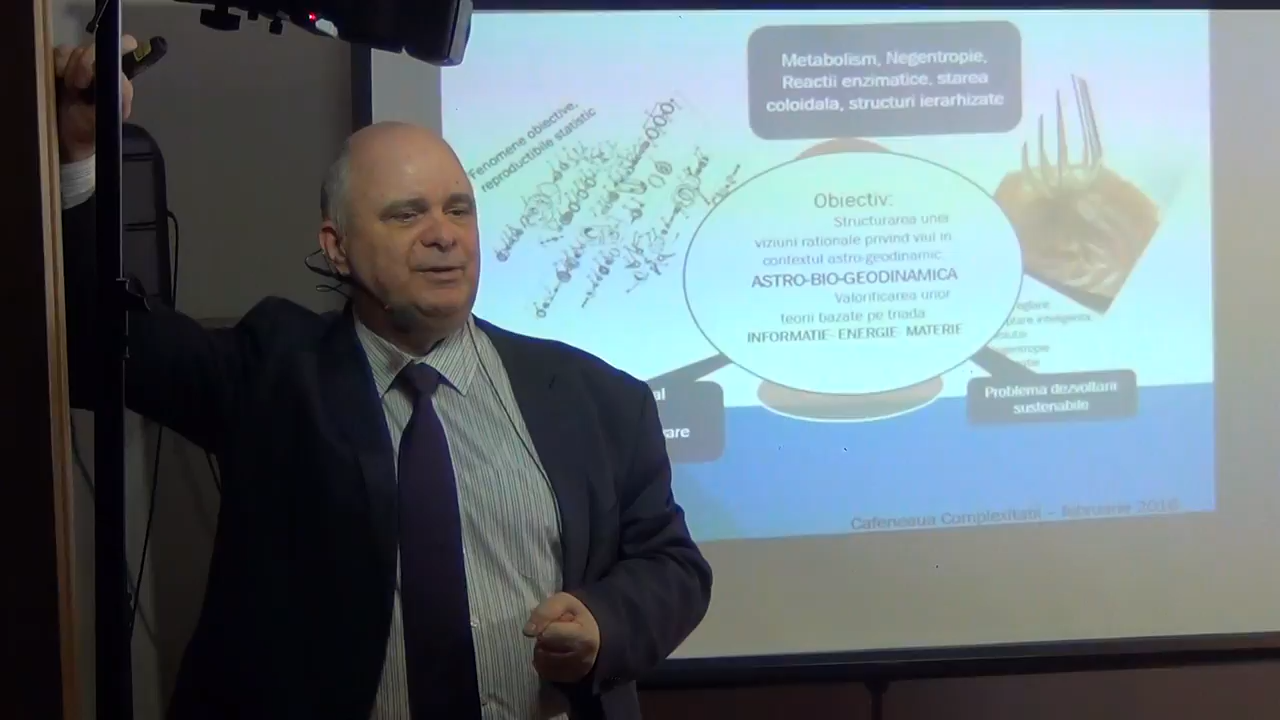 Metabolism, Negentropie,
Reactii enzimatice, starea
coloidala, structuri ierarhizate
Fenomene obiective,
reproductibile statistic
Obiectiv:
Structurarea unei
viziuni rationale privind viul in
contextul astro-geodinamic
ASTRO-BIO-GEODINAMICA
Valorificarea unor
teorii bazate pe triada
INFORMATIE- ENERGIE- MATERIE
inteligenta
Problema dezvoltarii
sustenabile
Cafeneaua Complexitatii – februarie 2016